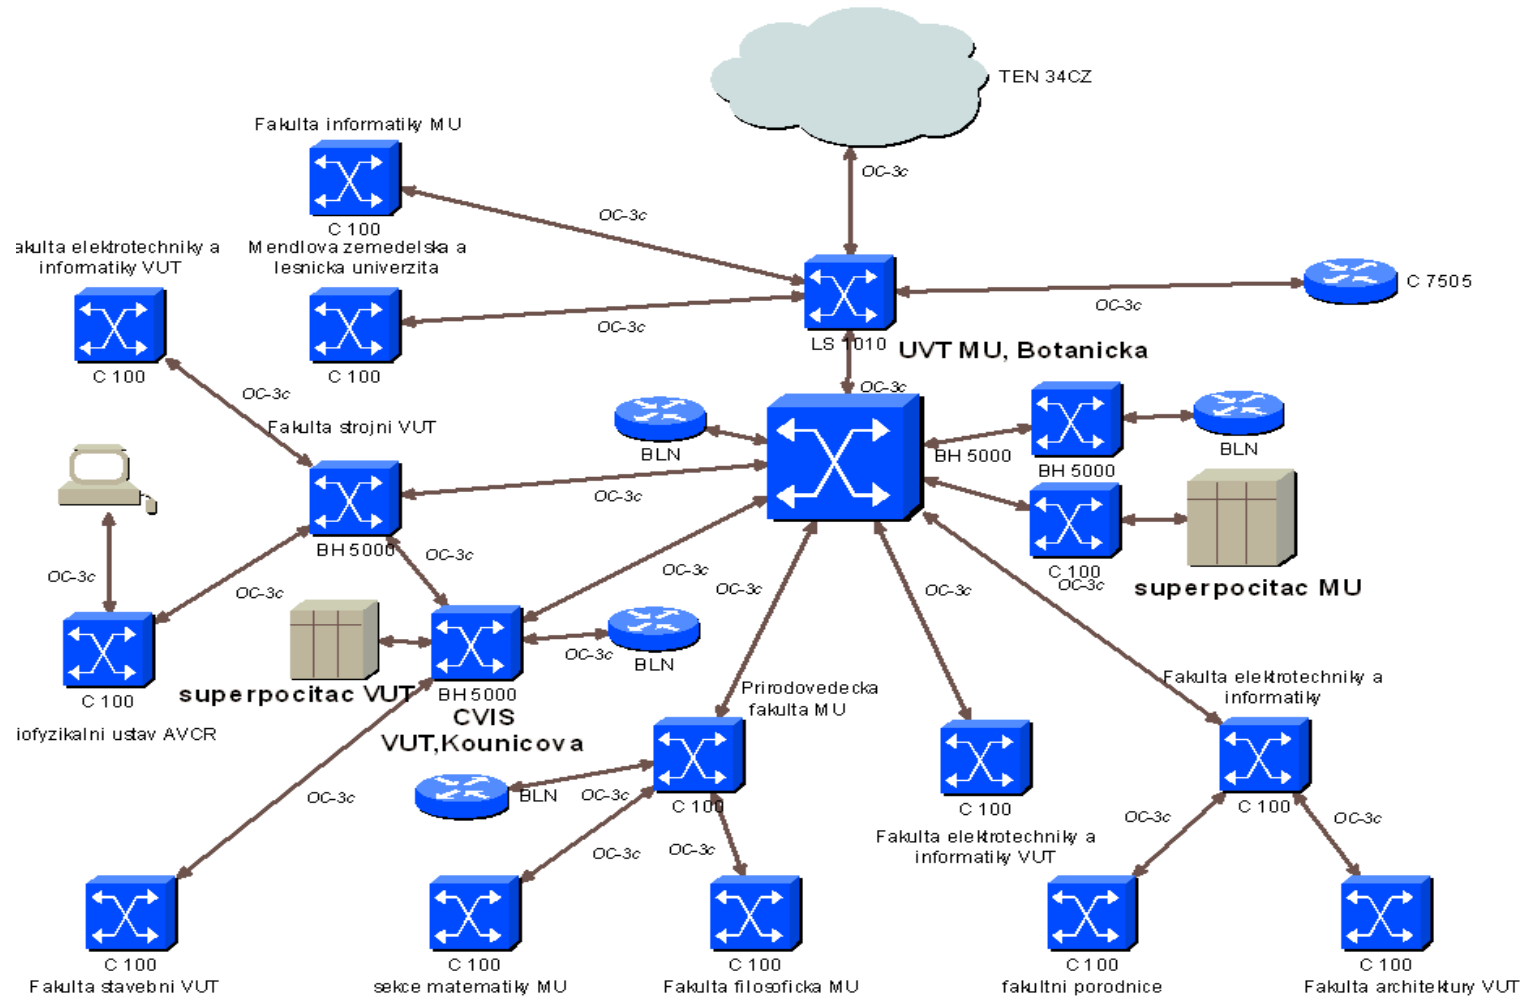 TEN 34CZ
OC-3c
Fakulta informatiky MU
C 100
OC-3c
akulta elektrotechniky a
informatiky VUT
C 100
Mendlova zemedelska a
lesnicka univerzita
C 100
OC-3c
LS 1010
UVT MU, Botanicka
OC-3c
C 7505
OC-3c
OC-3c
Fakulta strojni VUT
BH 5000
OC-3c
BLN
BH 5000
BH 5000
BLN
C 100
OC-3c
superpocitac MU
OC-3c
OC-3c
C 100
iofyzikalni ustav AVCR
OC-3c
superpocitac VUT
BH 5000
CVIS
VUT,Kounicova
OC-3c
OC-3c
OC-3c
BLN
OC-3c
Prirodovedecka
fakulta MU
C 100
BLN
OC-3c
OC-3c
OC-3c
OC-3c
C 100
Fakulta elektrotechniky a
informatiky VUT
Fakulta elektrotechniky a
informatiky
C 100
OC-3c
OC-3c
C 100
Fakulta stavebni VUT
C 100
sekce matematiky MU
C 100
Fakulta filosoficka MU
C 100
fakultni porodnice
C 100
Fakulta architektury VUT